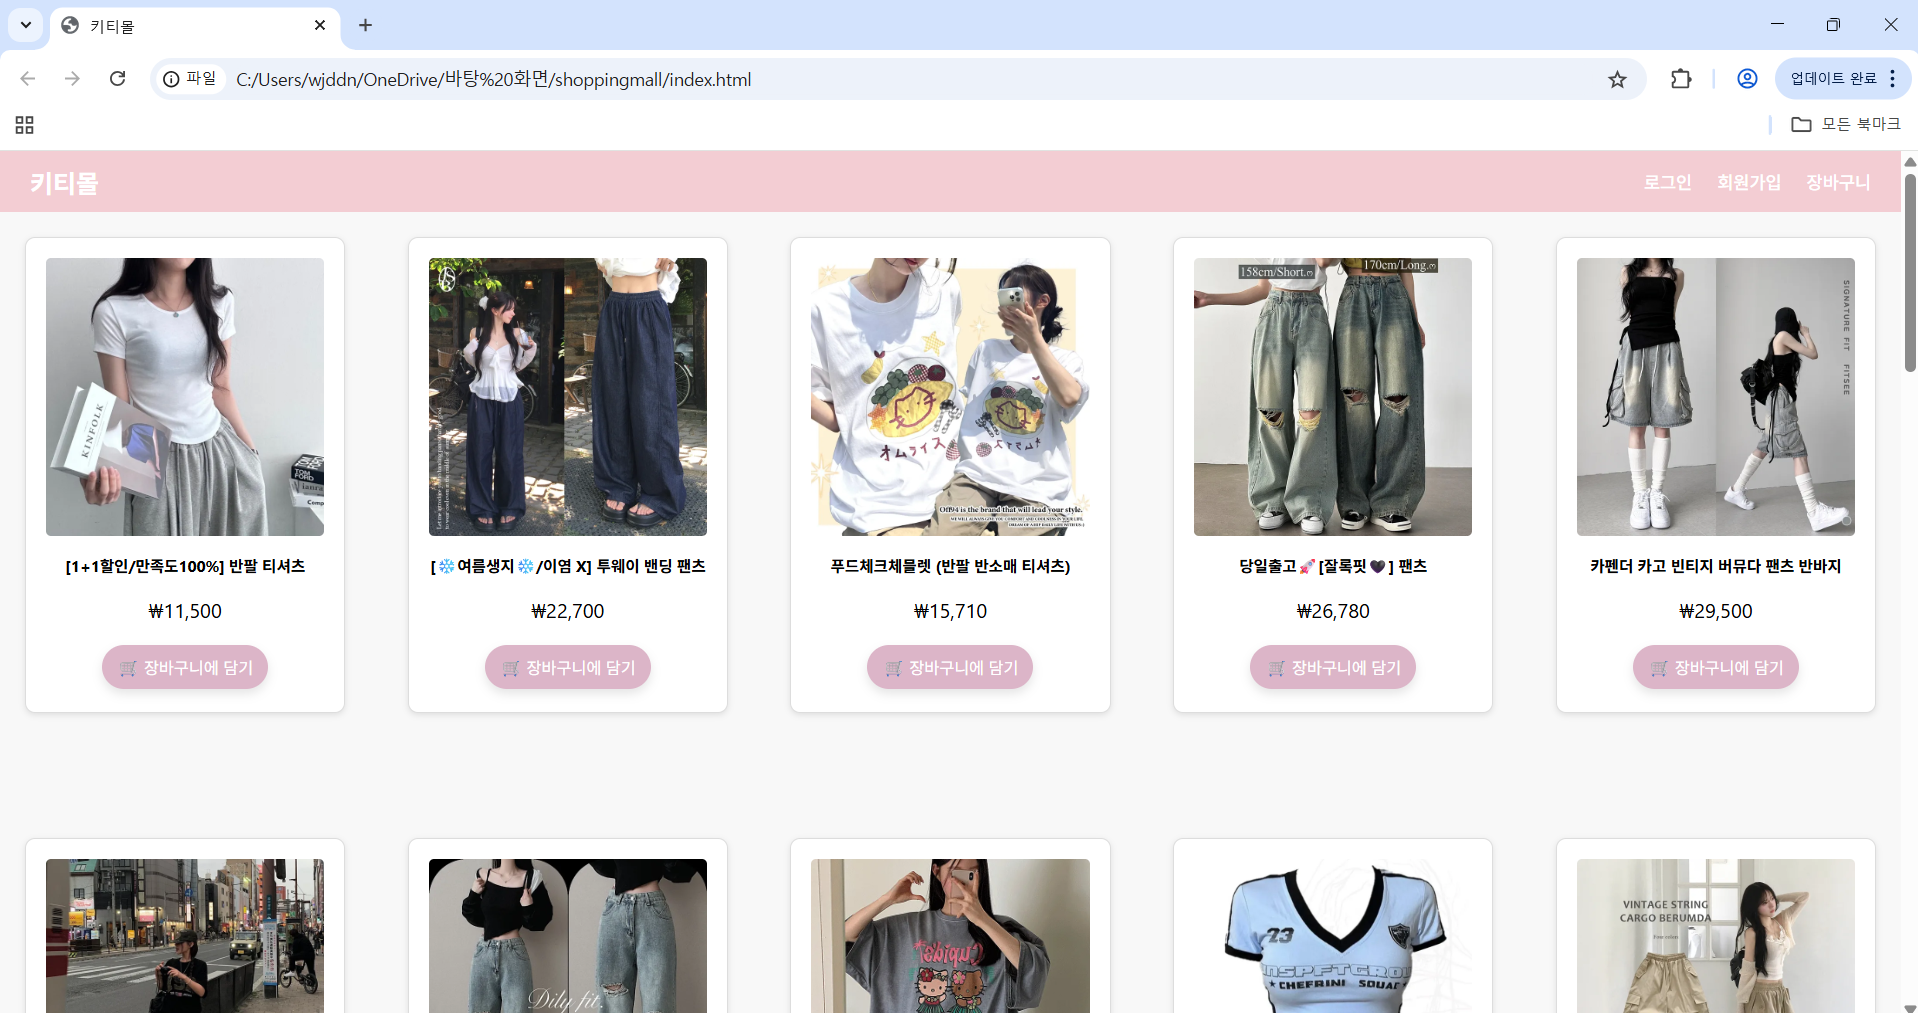 키티몰
파일
C:/Users/wjddn/OneDrive/바탕%20화면/shoppingmall/index.html
업데이트 완료
모든 북마크
키티몰
로그인 회원가입 장바구니
KINFOLK
TOM FORD
158cm/Short.ෆ
170cm/Long.ෆ
オムライス
Off94 is the brand that will lead your style.
SIGNATURE FIT FITSEE
[1+1할인/만족도100%] 반팔 티셔츠
[❄️여름생지❄️/이염 X] 투웨이 밴딩 팬츠
푸드체크체믈렛 (반팔 반소매 티셔츠)
당일출고🚀[잘록핏🖤] 팬츠
카펜더 카고 빈티지 버뮤다 팬츠 반바지
₩11,500
₩22,700
₩15,710
₩26,780
₩29,500
🛒 장바구니에 담기
🛒 장바구니에 담기
🛒 장바구니에 담기
🛒 장바구니에 담기
🛒 장바구니에 담기
Dily fit.
23
CHEFRINI SQUAD
VINTAGE STRING
CARGO BERUMDA